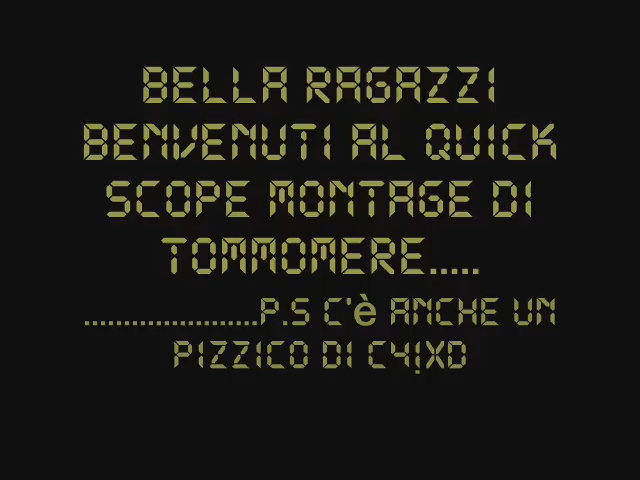 BELLA RAGAZZI
BENVENUTI AL QUICK
SCOPE MONTAGE DI
TOMMOMERE.....
......................P.S C'è ANCHE UN
PIZZICO DI C4!XD